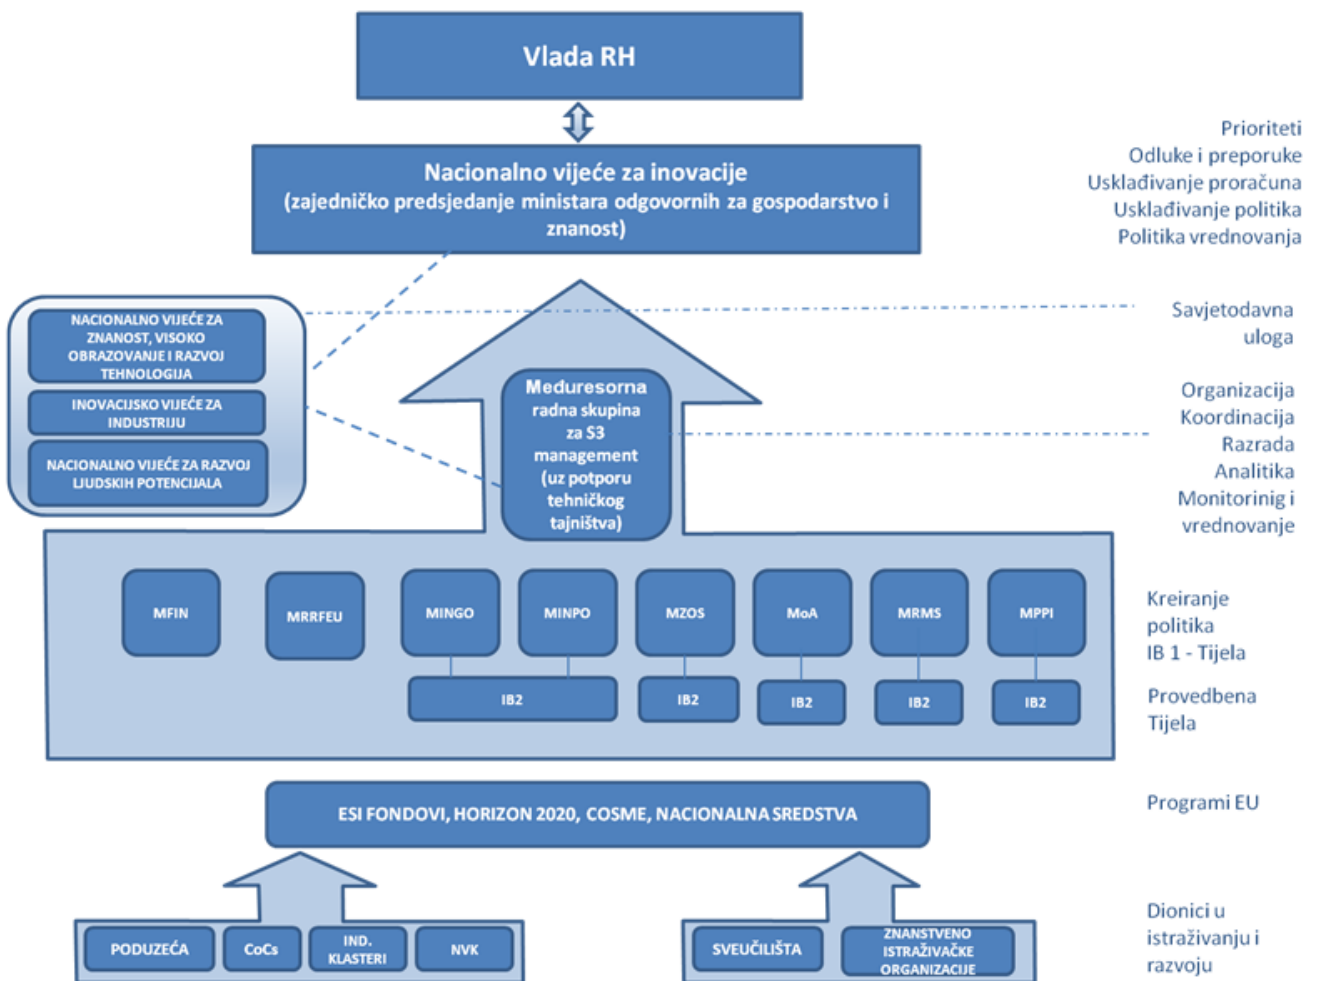 Vlada RH
Nacionalno vijeće za inovacije
(zajedničko predsjedanje ministara odgovornih za gospodarstvo i
znanost)
Prioriteti
Odluke i preporuke
Usklađivanje proračuna
Usklađivanje politika
Politika vrednovanja
NACIONALNO VIJEĆE ZA
ZNANOST, VISOKO
OBRAZOVANJE I RAZVOJ
TEHNOLOGIJA
INOVACIJSKO VIJEĆE ZA
INDUSTRIJU
NACIONALNO VIJEĆE ZA RAZVOJ
LJUDSKIH POTENCIJALA
Savjetodavna
uloga
Meduresorna
radna skupina
za S3
management
(uz potporu
tehničkog
tajništva)
Organizacija
Koordinacija
Razrada
Analitika
Monitorinig i
vrednovanje
MFIN
MRRFEU
MINGO
MINPO
MZOS
MoA
MRMS
MPPI
Kreiranje
politika
IB 1 - Tijela
IB2
IB2
IB2
IB2
IB2
Provedbena
Tijela
ESI FONDOVI, HORIZON 2020, COSME, NACIONALNA SREDSTVA
Programi EU
PODUZEĆA
CoCs
IND.
KLASTERI
NVK
SVEUČILIŠTA
ZNANSTVENO
ISTRAŽIVAČKE
ORGANIZACIJE
Dionici u
istraživanju i
razvoju